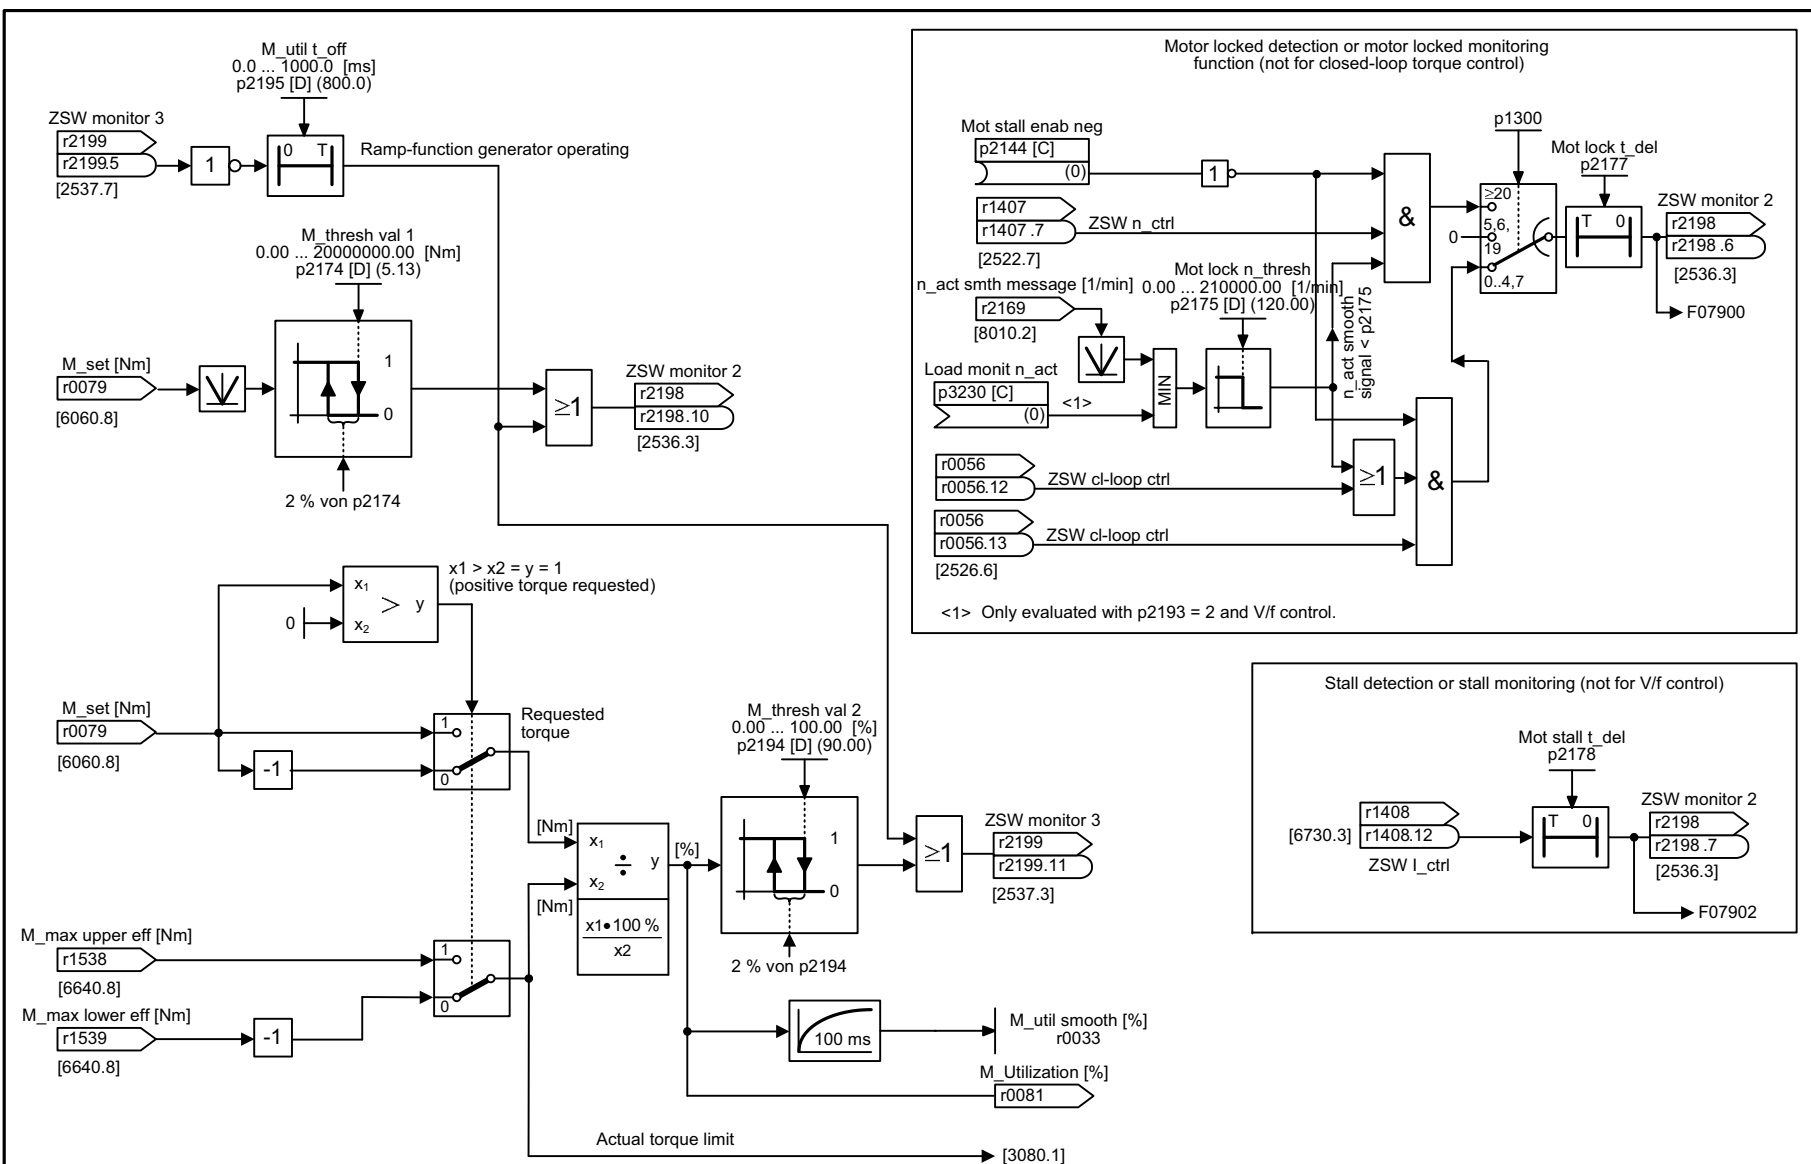 M_util t_off
0.0 ... 1000.0 [ms]
p2195 [D] (800.0)
ZSW monitor 3
r2199
r2199.5
[2537.7]
1
0 T
Ramp-function generator operating
M_thresh val 1
0.00 ... 20000000.00 [Nm]
p2174 [D] (5.13)
M_set [Nm]
r0079
[6060.8]
1
0
2 % von p2174
≥1
ZSW monitor 2
r2198
r2198.10
[2536.3]
x1 > x2 = y = 1
(positive torque requested)
x1
> y
0
x2
M_set [Nm]
r0079
[6060.8]
-1
1
0
Requested
torque
M_thresh val 2
0.00 ... 100.00 [%]
p2194 [D] (90.00)
[Nm]
x1
÷ y
x2
[Nm]
x1•100 %
x2
[%]
1
0
2 % von p2194
≥1
ZSW monitor 3
r2199
r2199.11
[2537.3]
M_max upper eff [Nm]
r1538
[6640.8]
M_max lower eff [Nm]
r1539
[6640.8]
-1
1
0
100 ms
M_util smooth [%]
r0033
M_Utilization [%]
r0081
Actual torque limit
[3080.1]
Motor locked detection or motor locked monitoring
function (not for closed-loop torque control)
Mot stall enab neg
p2144 [C]
(0)
1
r1407
r1407 .7
ZSW n_ctrl
[2522.7]
n_act smth message [1/min]
r2169
[8010.2]
Mot lock n_thresh
0.00 ... 210000.00 [1/min]
p2175 [D] (120.00)
Load monit n_act
p3230 [C]
(0)
<1>
MIN
n_act smooth
signal < p2175
r0056
r0056.12
ZSW cl-loop ctrl
r0056
r0056.13
ZSW cl-loop ctrl
[2526.6]
≥1
&
&
p1300
≥20
0
5,6,
19
0..4,7
Mot lock t_del
p2177
T 0
ZSW monitor 2
r2198
r2198 .6
[2536.3]
F07900
<1> Only evaluated with p2193 = 2 and V/f control.
Stall detection or stall monitoring (not for V/f control)
Mot stall t_del
p2178
r1408
[6730.3]
r1408.12
ZSW I_ctrl
T 0
ZSW monitor 2
r2198
r2198 .7
[2536.3]
F07902